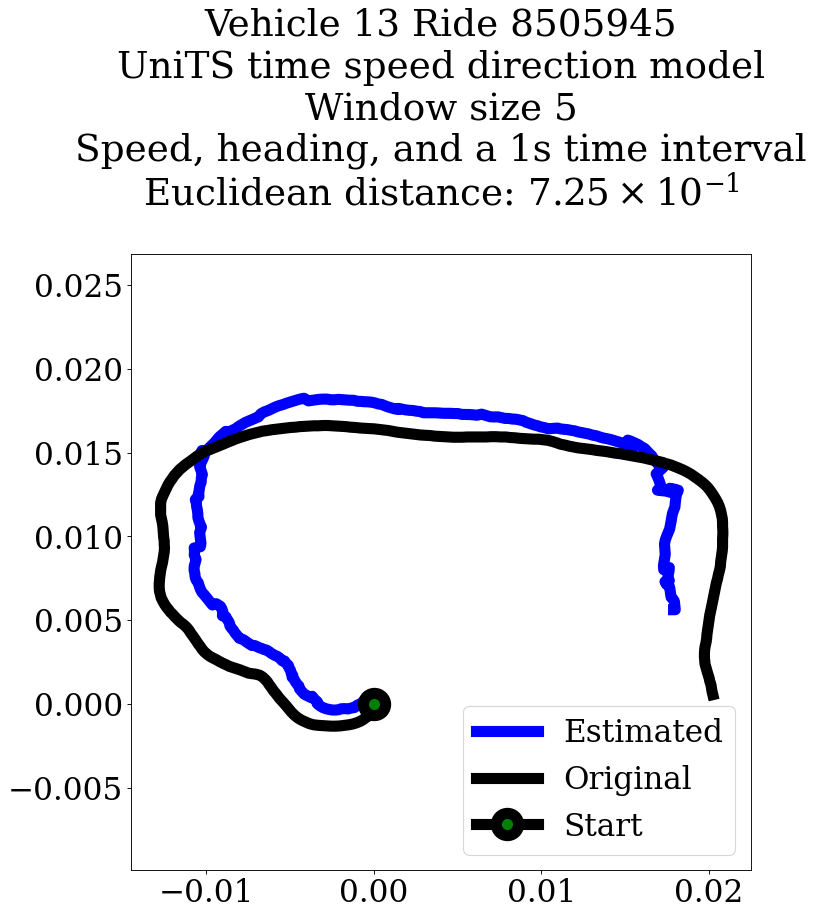 Vehicle 13 Ride 8505945
UniTS time speed direction model
Window size 5
Speed, heading, and a 1s time interval
Euclidean distance: 7.25 × 10⁻¹
0.025
0.020
0.015
0.010
0.005
0.000
−0.005
−0.01 0.00 0.01 0.02
Estimated
Original
Start